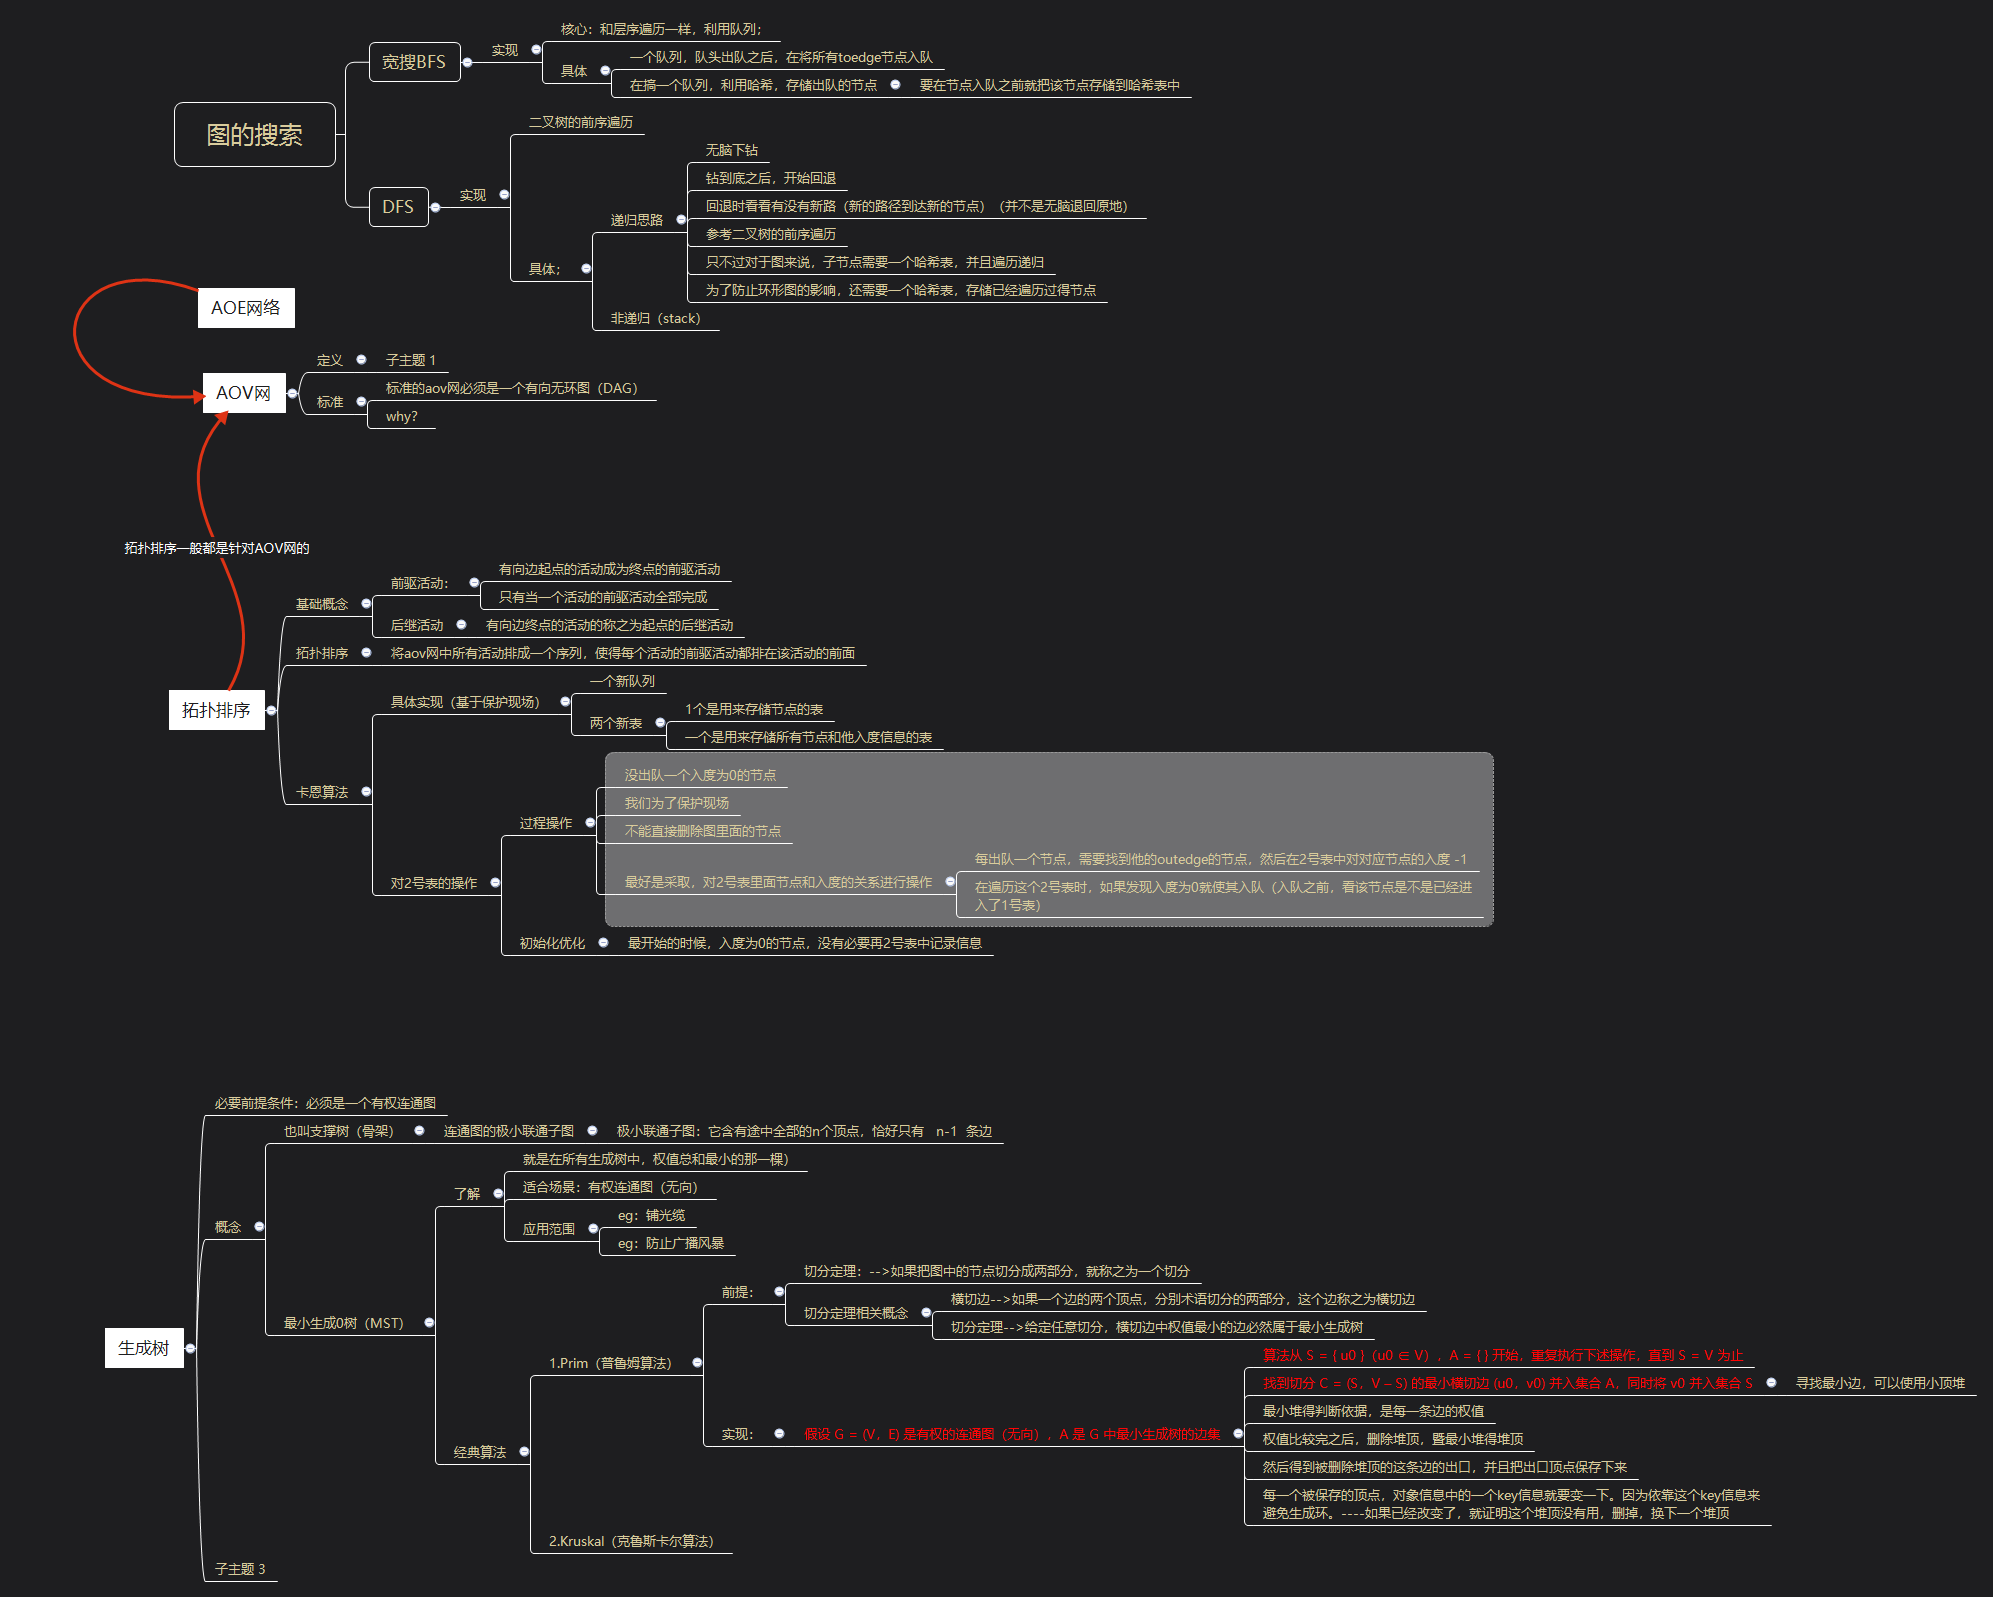 图的搜索
宽搜BFS
实现
核心：和层序遍历一样，利用队列；
具体
一个队列，队头出队之后，在将所有toedge节点入队
在搞一个队列，利用哈希，存储出队的节点
要在节点入队之前就把该节点存储到哈希表中
DFS
实现
二叉树的前序遍历
具体；
递归思路
无脑下钻
钻到底之后，开始回退
回退时看看有没有新路（新的路径到达新的节点）（并不是无脑退回原地）
参考二叉树的前序遍历
只不过对于图来说，子节点需要一个哈希表，并且遍历递归
为了防止环形图的影响，还需要一个哈希表，存储已经遍历过得节点
非递归（stack）
AOE网络
AOV网
定义
子主题 1
标准
标准的aov网必须是一个有向无环图（DAG）
why?
拓扑排序一般都是针对AOV网的
拓扑排序
基础概念
前驱活动：
有向边起点的活动成为终点的前驱活动
只有当一个活动的前驱活动全部完成
后继活动
有向边终点的活动的称之为起点的后继活动
拓扑排序
将aov网中所有活动排成一个序列，使得每个活动的前驱活动都排在该活动的前面
卡恩算法
具体实现（基于保护现场）
一个新队列
两个新表
1个是用来存储节点的表
一个是用来存储所有节点和他入度信息的表
对2号表的操作
过程操作
没出队一个入度为0的节点
我们为了保护现场
不能直接删除图里面的节点
最好是采取，对2号表里面节点和入度的关系进行操作
每出队一个节点，需要找到他的outedge的节点，然后在2号表中对对应节点的入度 -1
在遍历这个2号表时，如果发现入度为0就使其入队（入队之前，看该节点是不是已经进
入了1号表）
初始化优化
最开始的时候，入度为0的节点，没有必要再2号表中记录信息
生成树
必要前提条件：必须是一个有权连通图
概念
也叫支撑树（骨架）
连通图的极小联通子图
极小联通子图：它含有途中全部的n个顶点，恰好只有 n-1 条边
最小生成0树（MST）
了解
就是在所有生成树中，权值总和最小的那一棵）
适合场景：有权连通图（无向）
应用范围
eg：铺光缆
eg：防止广播风暴
经典算法
1.Prim（普鲁姆算法）
前提：
切分定理：-->如果把图中的节点切分成两部分，就称之为一个切分
切分定理相关概念
横切边-->如果一个边的两个顶点，分别术语切分的两部分，这个边称之为横切边
切分定理-->给定任意切分，横切边中权值最小的边必然属于最小生成树
实现：
假设 G = (V，E) 是有权的连通图（无向），A 是 G 中最小生成树的边集
算法从 S = { u0 }（u0 ∈ V），A = { } 开始，重复执行下述操作，直到 S = V 为止
找到切分 C = (S，V – S) 的最小横切边 (u0，v0) 并入集合 A，同时将 v0 并入集合 S
寻找最小边，可以使用小顶堆
最小堆得判断依据，是每一条边的权值
权值比较完之后，删除堆顶，暨最小堆得堆顶
然后得到被删除堆顶的这条边的出口，并且把出口顶点保存下来
每一个被保存的顶点，对象信息中的一个key信息就要变一下。因为依靠这个key信息来
避免生成环。----如果已经改变了，就证明这个堆顶没有用，删掉，换下一个堆顶
2.Kruskal（克鲁斯卡尔算法）
子主题 3